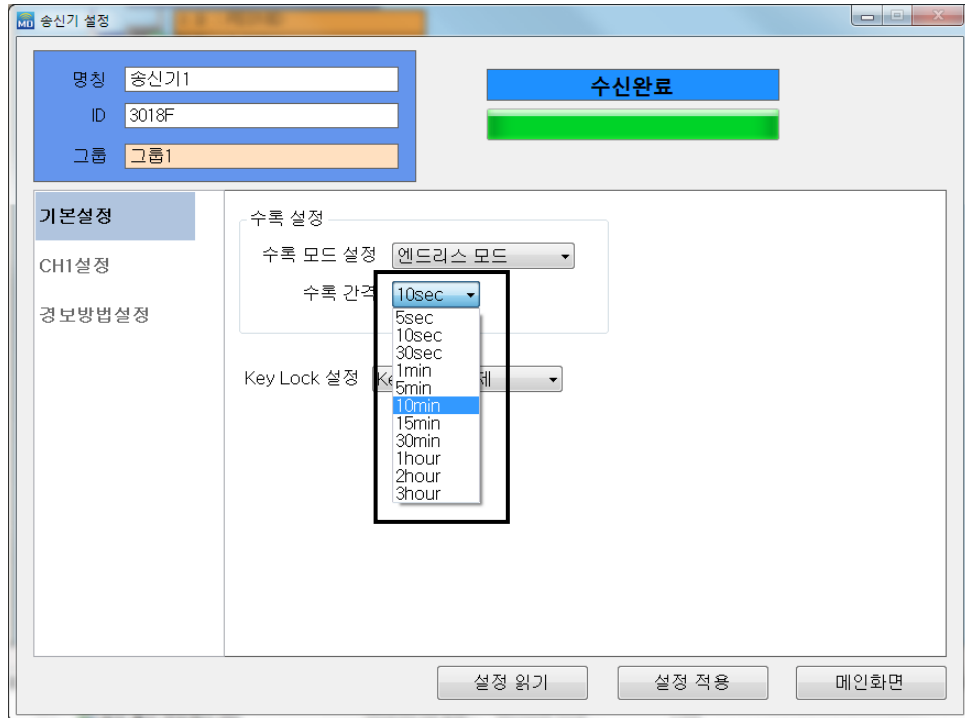 MD 송신기 설정
명칭 송신기1
ID 3018F
그룹 그룹1
수신완료
기본설정
CH1설정
경보방법설정
수록 설정
수록 모드 설정 엔드리스 모드
수록 간격 10sec
5sec
10sec
30sec
1min
5min
10min
15min
30min
1hour
2hour
3hour
Key Lock 설정
설정 읽기
설정 적용
메인화면